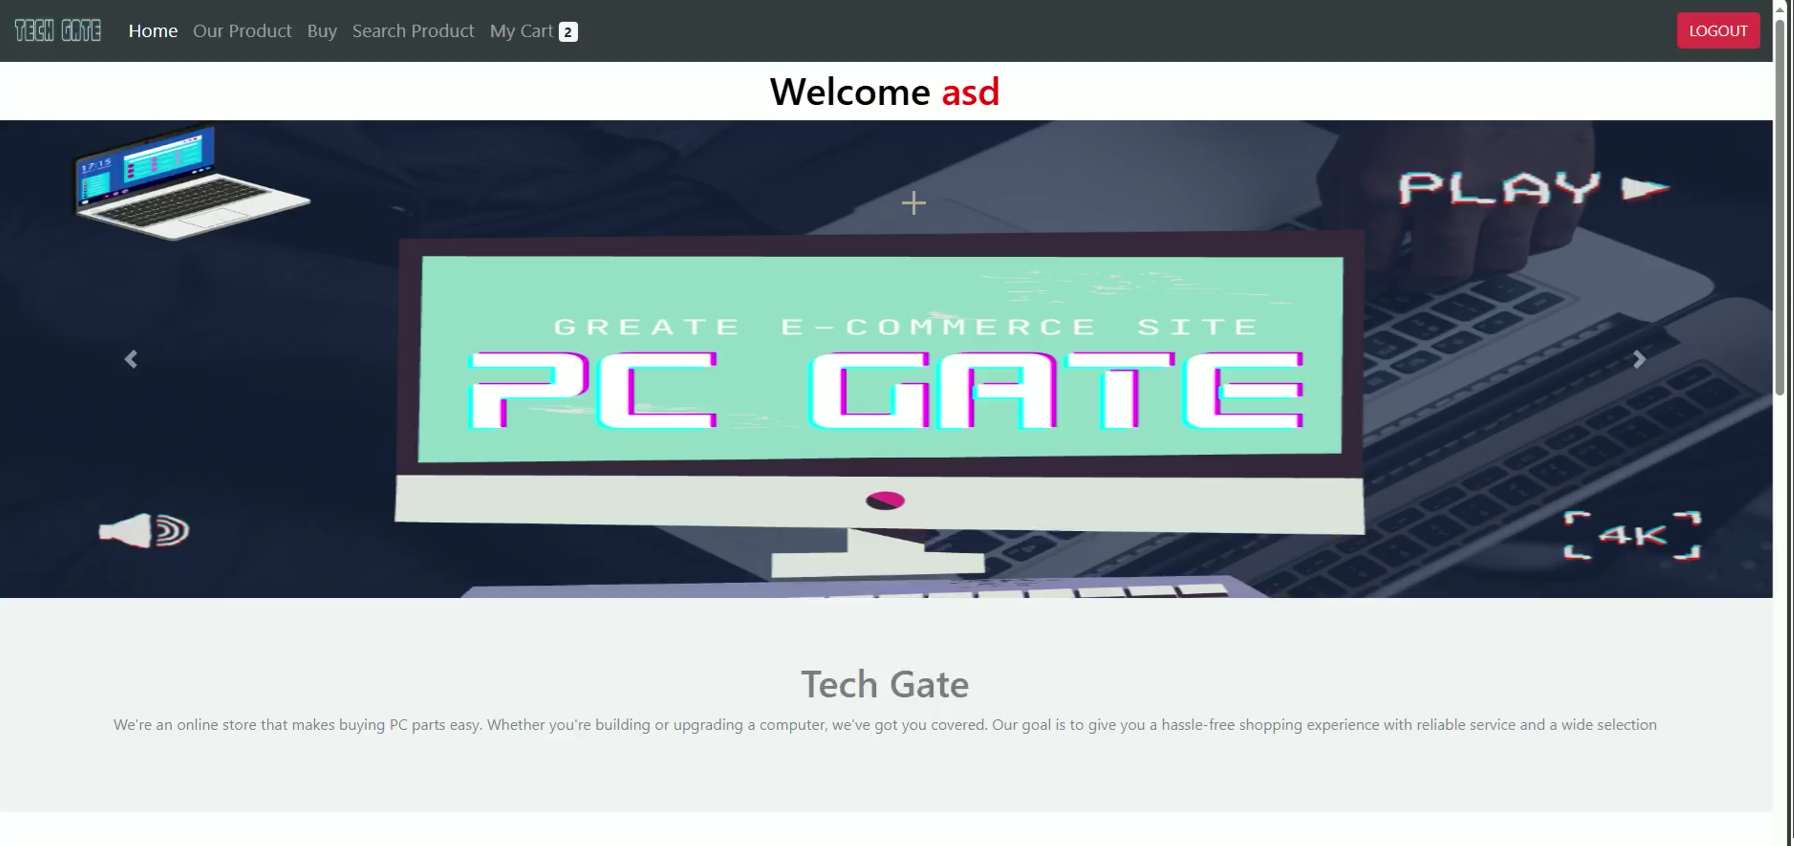 TECH GATE Home Our Product Buy Search Product My Cart 2 LOGOUT
Welcome asd
17:15
PLAY
GREATE E-COMMERCE SITE
PC GATE
4K
Tech Gate
We're an online store that makes buying PC parts easy. Whether you're building or upgrading a computer, we've got you covered. Our goal is to give you a hassle-free shopping experience with reliable service and a wide selection